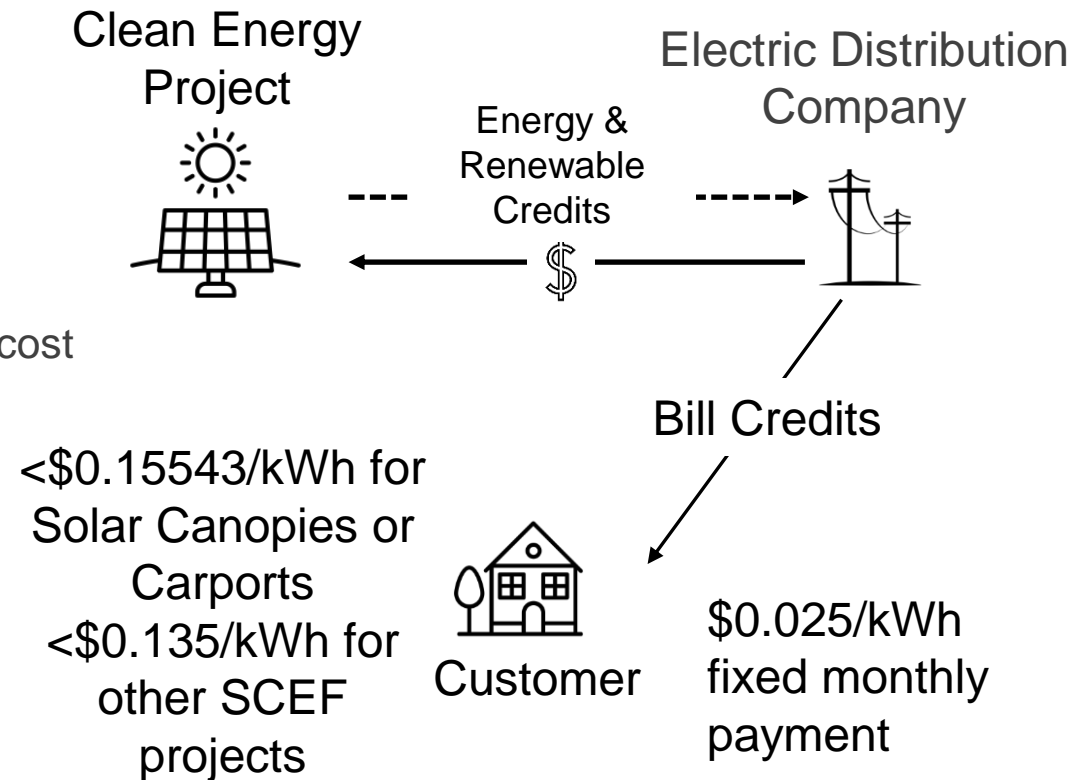 Clean Energy
Project
Electric Distribution
Company
Energy &
Renewable
Credits
$
cost
Bill Credits
<$0.15543/kWh for
Solar Canopies or
Carports
<$0.135/kWh for
other SCEF
projects
Customer
$0.025/kWh
fixed monthly
payment